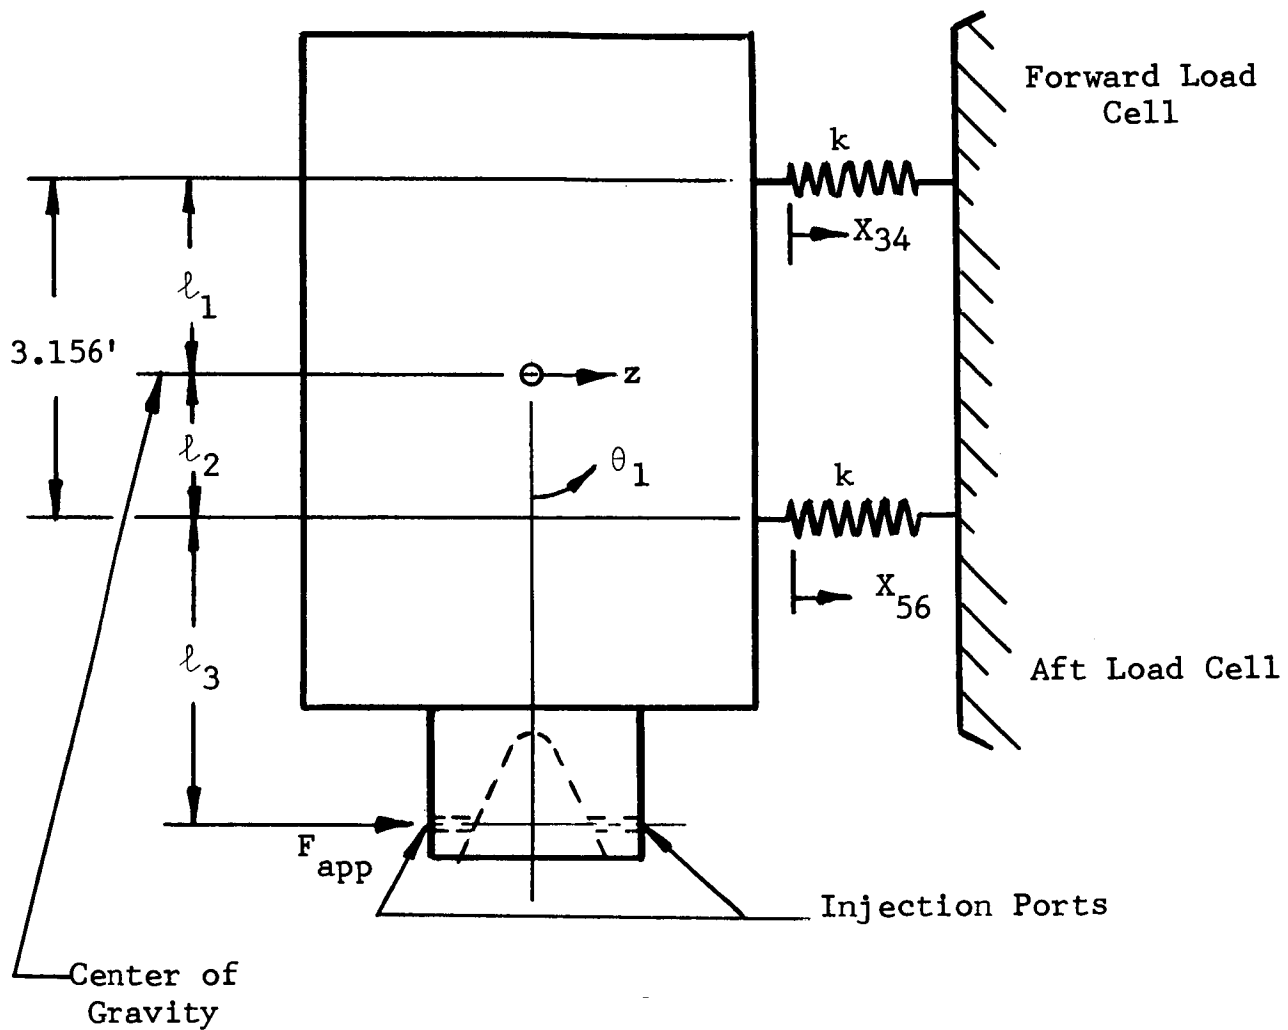 Forward Load
Cell
k
X34
ℓ1
3.156'
z
ℓ2
θ1
k
X56
ℓ3
Aft Load Cell
Fapp
Injection Ports
Center of
Gravity